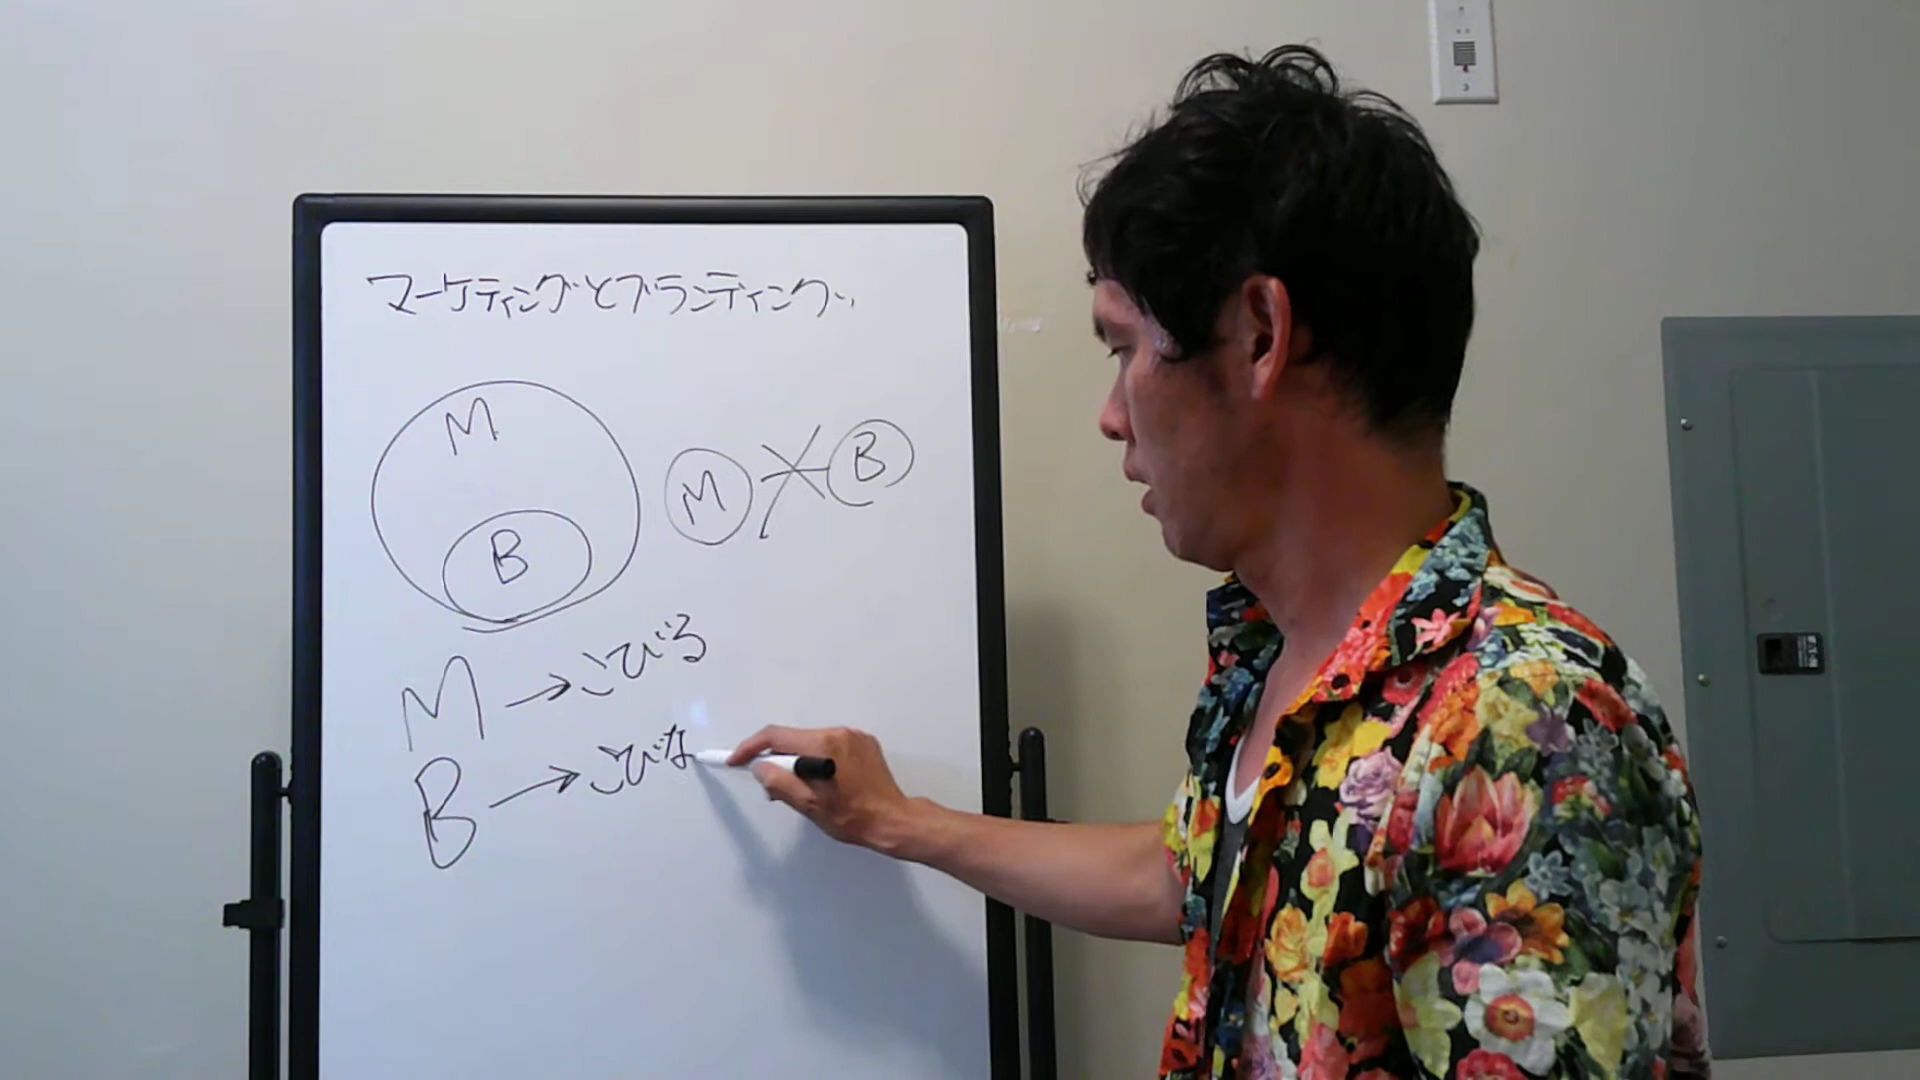 マーケティングとブランディング
M
B
M B
M → こびる
B → こびな